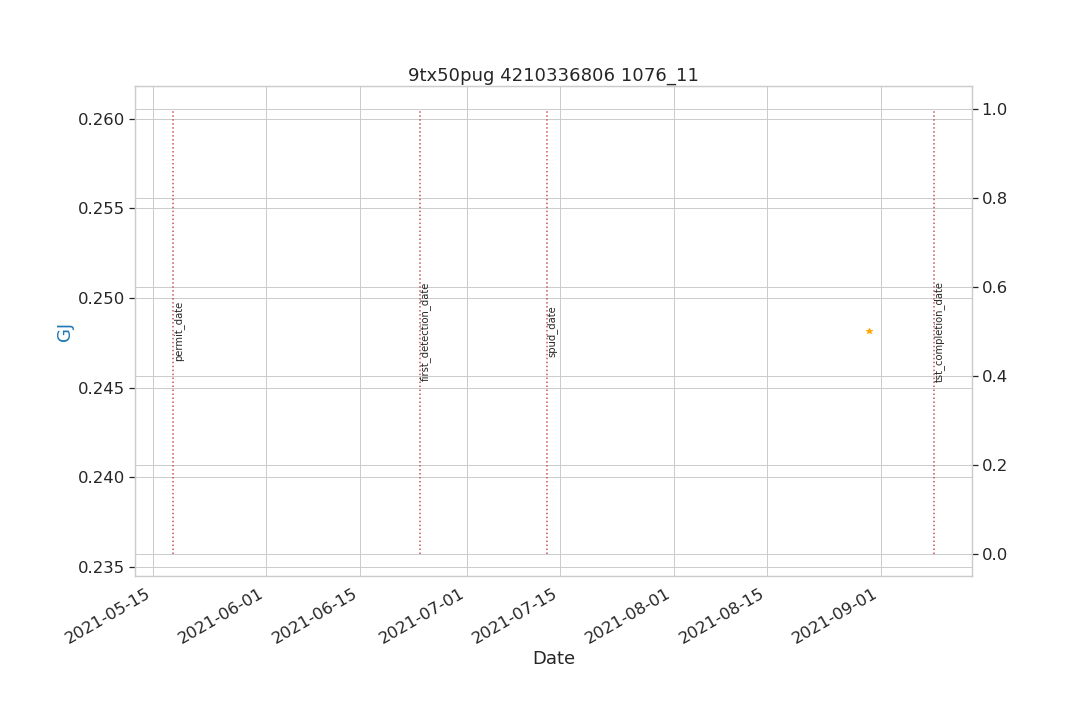 9tx50pug 4210336806 1076_11
0.260
0.255
0.250
0.245
0.240
0.235
GJ
1.0
0.8
0.6
0.4
0.2
0.0
permit_date
first_detection_date
spud_date
tst_completion_date
2021-05-15
2021-06-01
2021-06-15
2021-07-01
2021-07-15
2021-08-01
2021-08-15
2021-09-01
Date